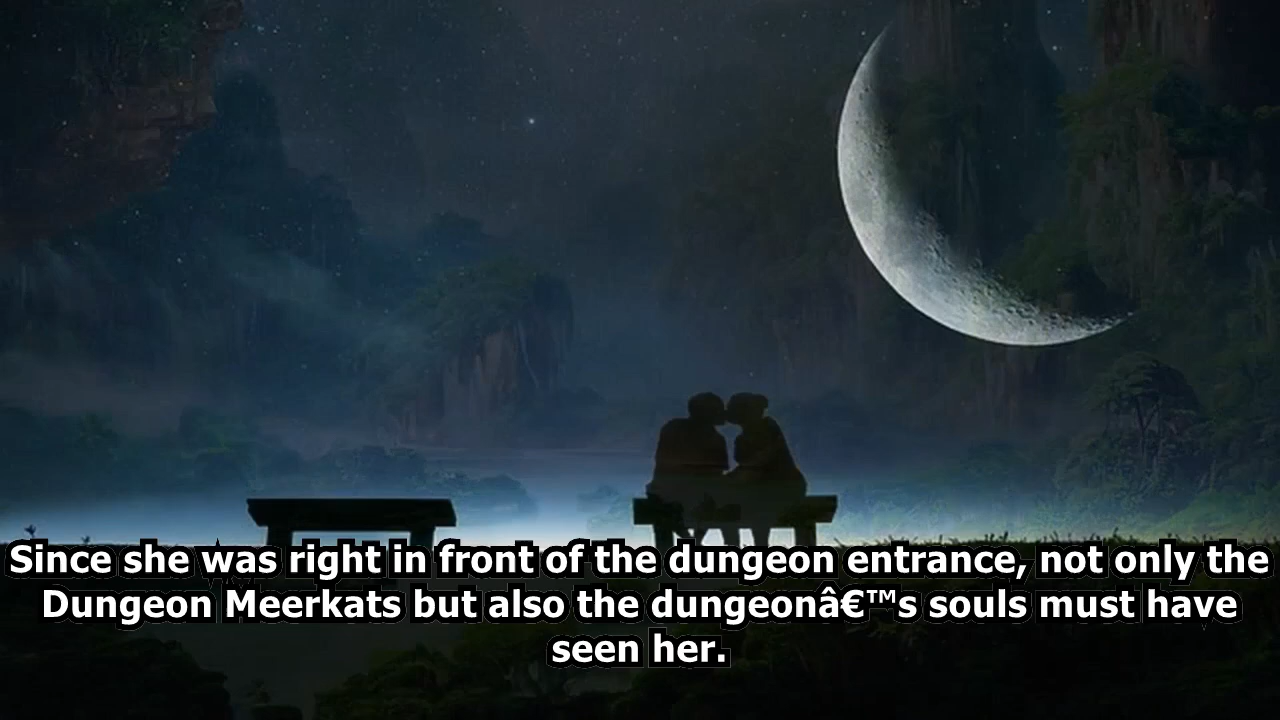 Since she was right in front of the dungeon entrance, not only the
Dungeon Meerkats but also the dungeonâ€™s souls must have
seen her.